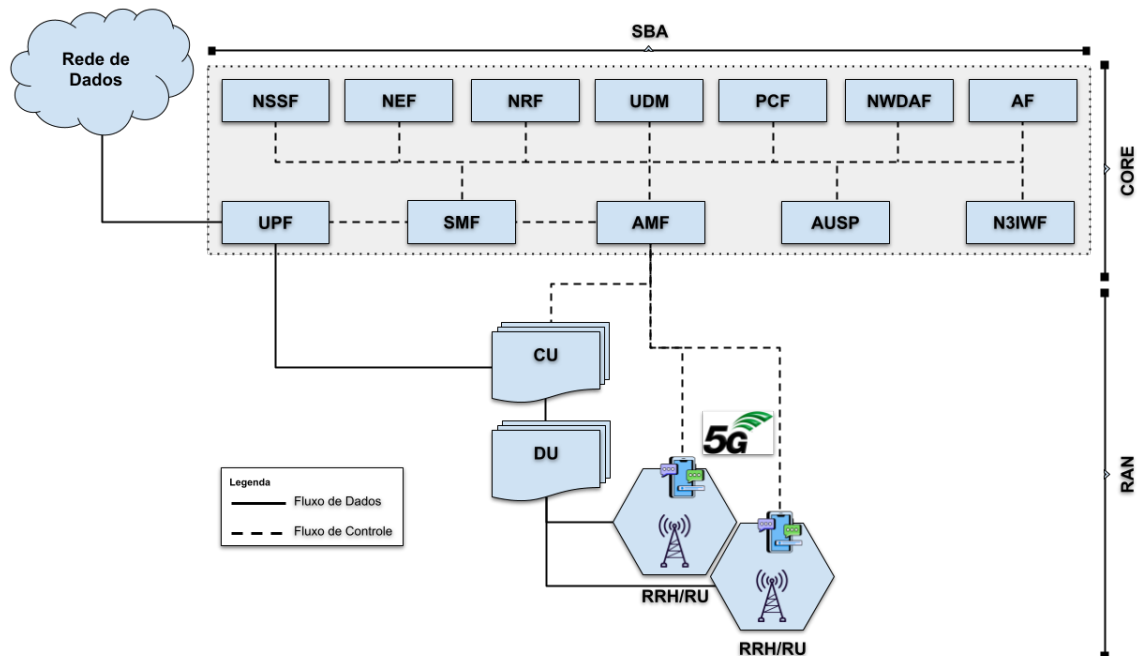 SBA
Rede de
Dados
NSSF
NEF
NRF
UDM
PCF
NWDAF
AF
UPF
SMF
AMF
AUSP
N3IWF
CORE
CU
5G
DU
RAN
Legenda
Fluxo de Dados
Fluxo de Controle
RRH/RU
RRH/RU